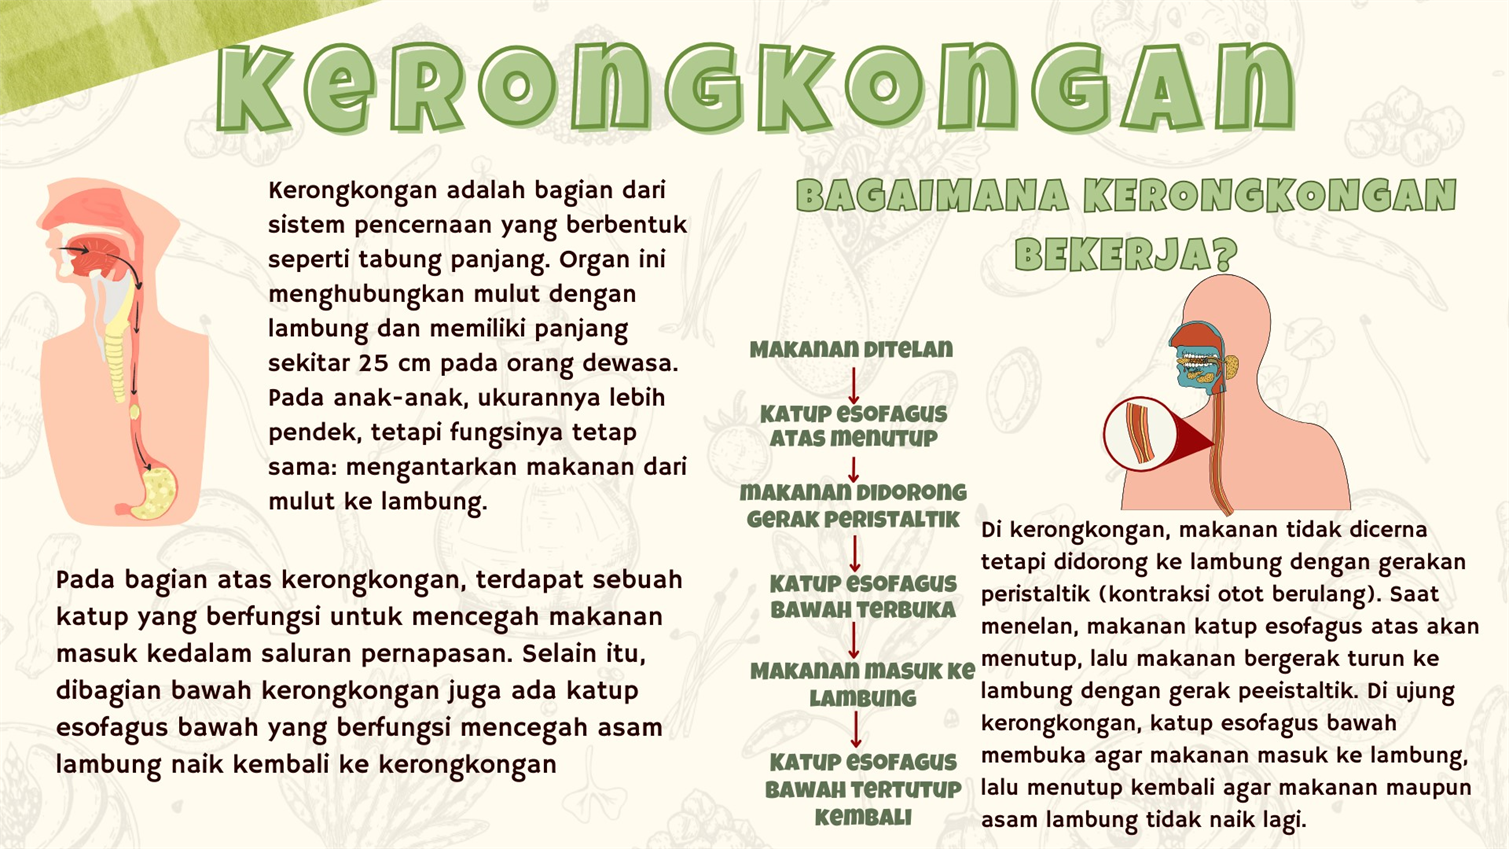 KERONGKONGAN
Kerongkongan adalah bagian dari
sistem pencernaan yang berbentuk
seperti tabung panjang. Organ ini
menghubungkan mulut dengan
lambung dan memiliki panjang
sekitar 25 cm pada orang dewasa.
Pada anak-anak, ukurannya lebih
pendek, tetapi fungsinya tetap
sama: mengantarkan makanan dari
mulut ke lambung.
Pada bagian atas kerongkongan, terdapat sebuah
katup yang berfungsi untuk mencegah makanan
masuk kedalam saluran pernapasan. Selain itu,
dibagian bawah kerongkongan juga ada katup
esofagus bawah yang berfungsi mencegah asam
lambung naik kembali ke kerongkongan
BAGAIMANA KERONGKONGAN
BEKERJA?
MAKANAN DITELAN
KATUP ESOFAGUS
ATAS MENUTUP
MAKANAN DIDORONG
GERAK PERISTALTIK
KATUP ESOFAGUS
BAWAH TERBUKA
MAKANAN MASUK KE
LAMBUNG
KATUP ESOFAGUS
BAWAH TERTUTUP
KEMBALI
Di kerongkongan, makanan tidak dicerna
tetapi didorong ke lambung dengan gerakan
peristaltik (kontraksi otot berulang). Saat
menelan, makanan katup esofagus atas akan
menutup, lalu makanan bergerak turun ke
lambung dengan gerak peeistaltik. Di ujung
kerongkongan, katup esofagus bawah
membuka agar makanan masuk ke lambung,
lalu menutup kembali agar makanan maupun
asam lambung tidak naik lagi.